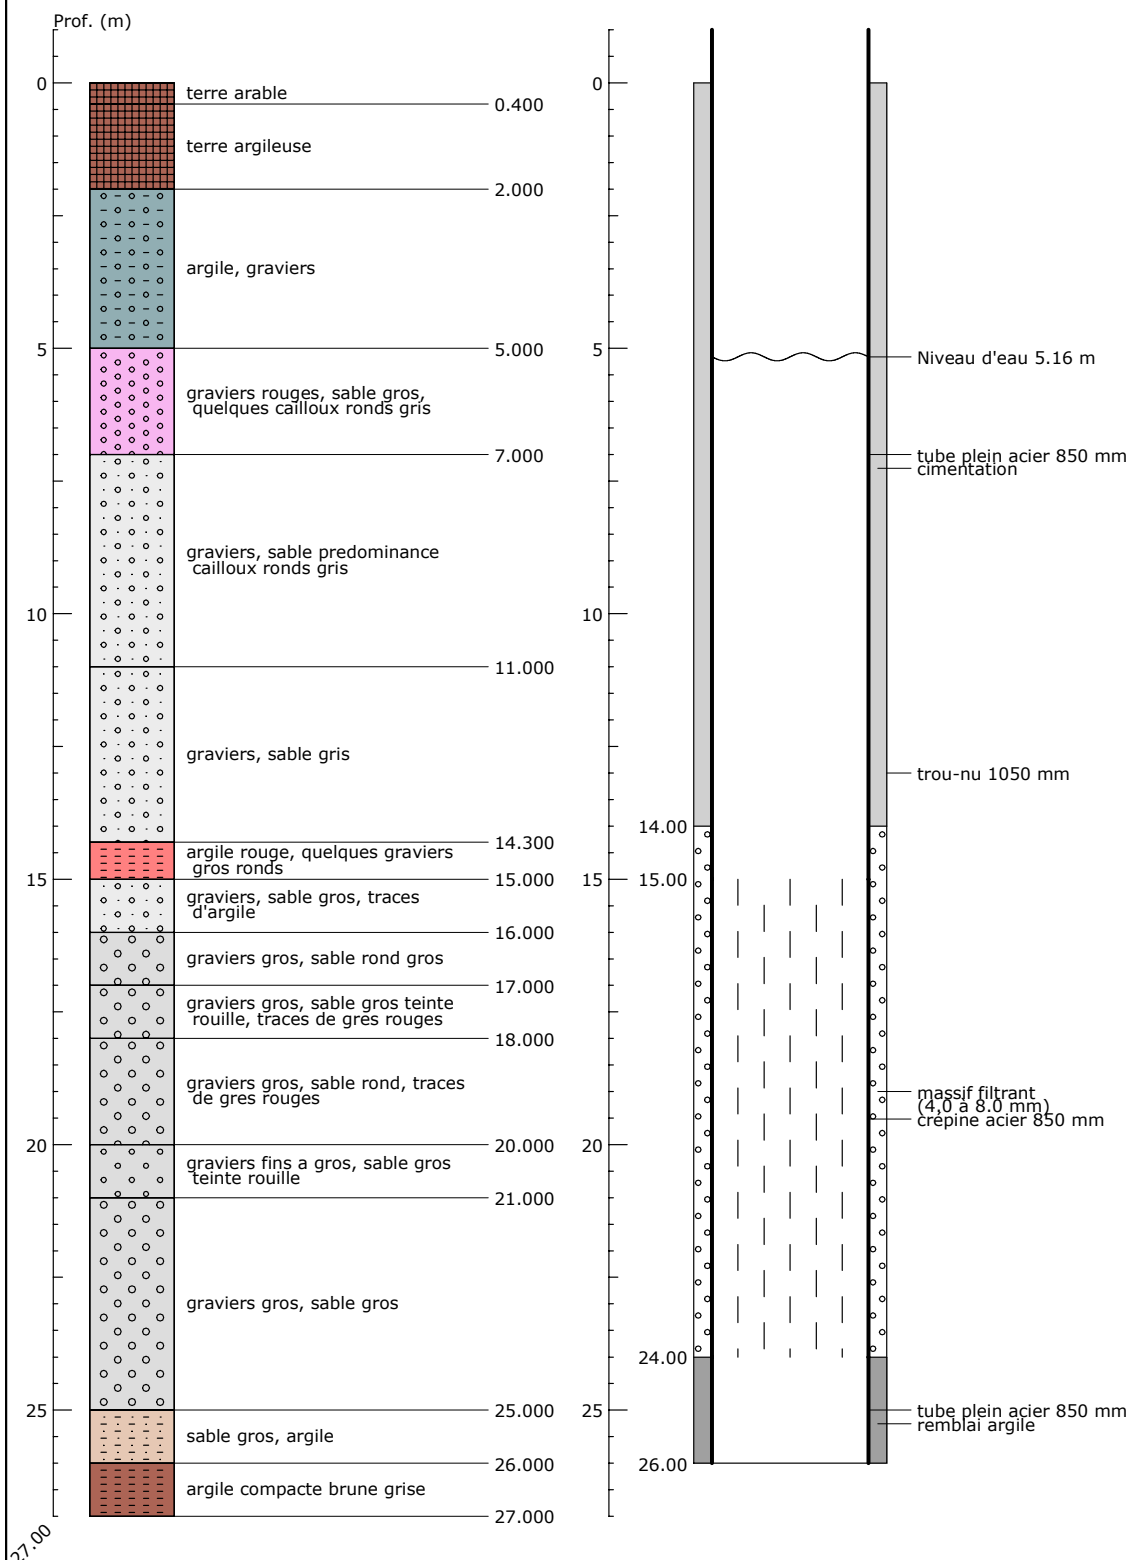 Prof. (m)
0
terre arable
0.400
terre argileuse
2.000
argile, graviers
5
5.000
graviers rouges, sable gros,
quelques cailloux ronds gris
7.000
graviers, sable predominance
cailloux ronds gris
10
11.000
graviers, sable gris
14.300
argile rouge, quelques graviers
gros ronds
15
15.000
graviers, sable gros, traces
d'argile
16.000
graviers gros, sable rond gros
17.000
graviers gros, sable gros teinte
rouille, traces de gres rouges
18.000
graviers gros, sable rond, traces
de gres rouges
20
20.000
graviers fins a gros, sable gros
teinte rouille
21.000
graviers gros, sable gros
25
25.000
sable gros, argile
26.000
argile compacte brune grise
27.000
27.00
0
5
Niveau d'eau 5.16 m
tube plein acier 850 mm
cimentation
10
trou-nu 1050 mm
14.00
15
15.00
massif filtrant
(4,0 à 8.0 mm)
crépine acier 850 mm
20
24.00
25
tube plein acier 850 mm
remblai argile
26.00